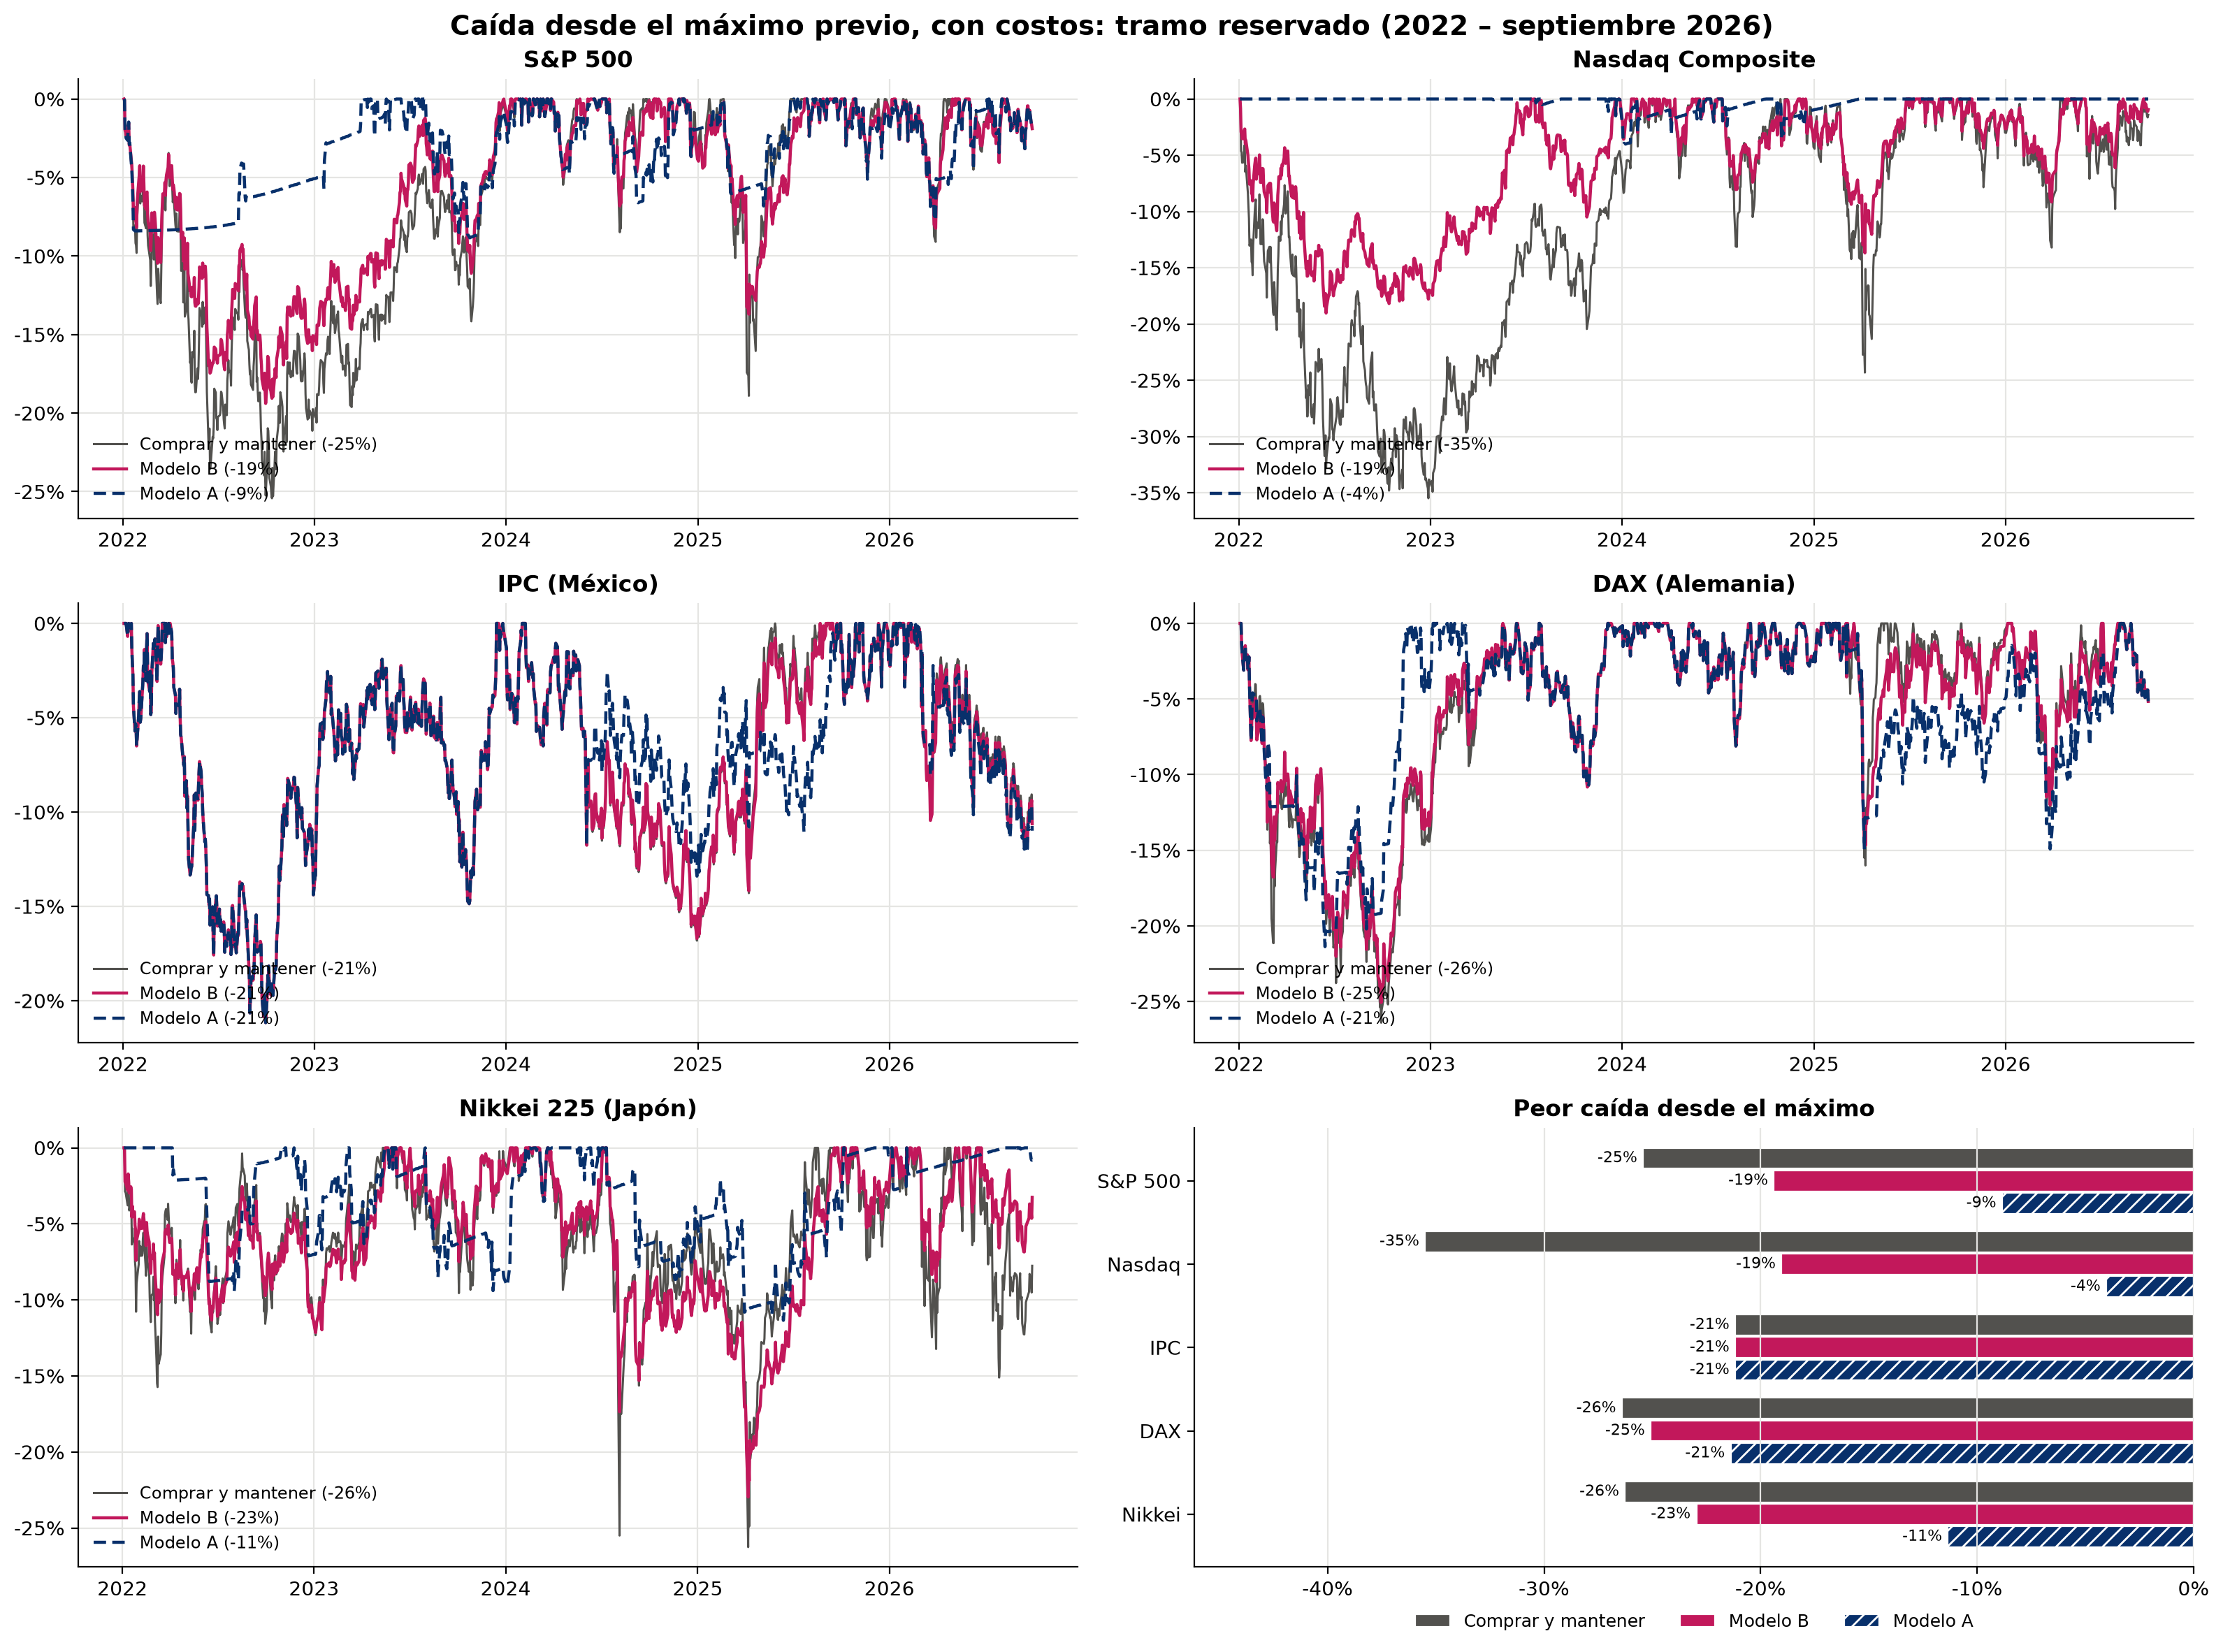 Caída desde el máximo previo, con costos: tramo reservado (2022 – septiembre 2026)
S&P 500
0%
-5%
-10%
-15%
-20%
-25%
Comprar y mantener (-25%)
Modelo B (-19%)
Modelo A (-9%)
2022 2023 2024 2025 2026
Nasdaq Composite
0%
-5%
-10%
-15%
-20%
-25%
-30%
-35%
Comprar y mantener (-35%)
Modelo B (-19%)
Modelo A (-4%)
2022 2023 2024 2025 2026
IPC (México)
0%
-5%
-10%
-15%
-20%
Comprar y mantener (-21%)
Modelo B (-21%)
Modelo A (-21%)
2022 2023 2024 2025 2026
DAX (Alemania)
0%
-5%
-10%
-15%
-20%
-25%
Comprar y mantener (-26%)
Modelo B (-25%)
Modelo A (-21%)
2022 2023 2024 2025 2026
Nikkei 225 (Japón)
0%
-5%
-10%
-15%
-20%
-25%
Comprar y mantener (-26%)
Modelo B (-23%)
Modelo A (-11%)
2022 2023 2024 2025 2026
Peor caída desde el máximo
-25%
S&P 500 -19%
-9%
-35%
Nasdaq -19%
-4%
-21%
IPC -21%
-21%
-26%
DAX -25%
-21%
-26%
Nikkei -23%
-11%
-40% -30% -20% -10% 0%
Comprar y mantener Modelo B Modelo A